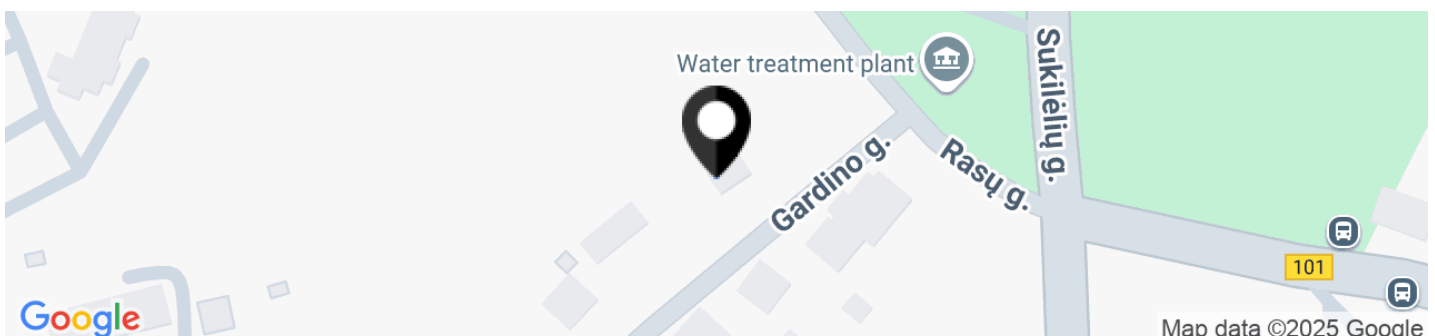 Water treatment plant
Sukilėlių g.
Gardino g.
Rasų g.
101
Google
Map data ©2025 Google